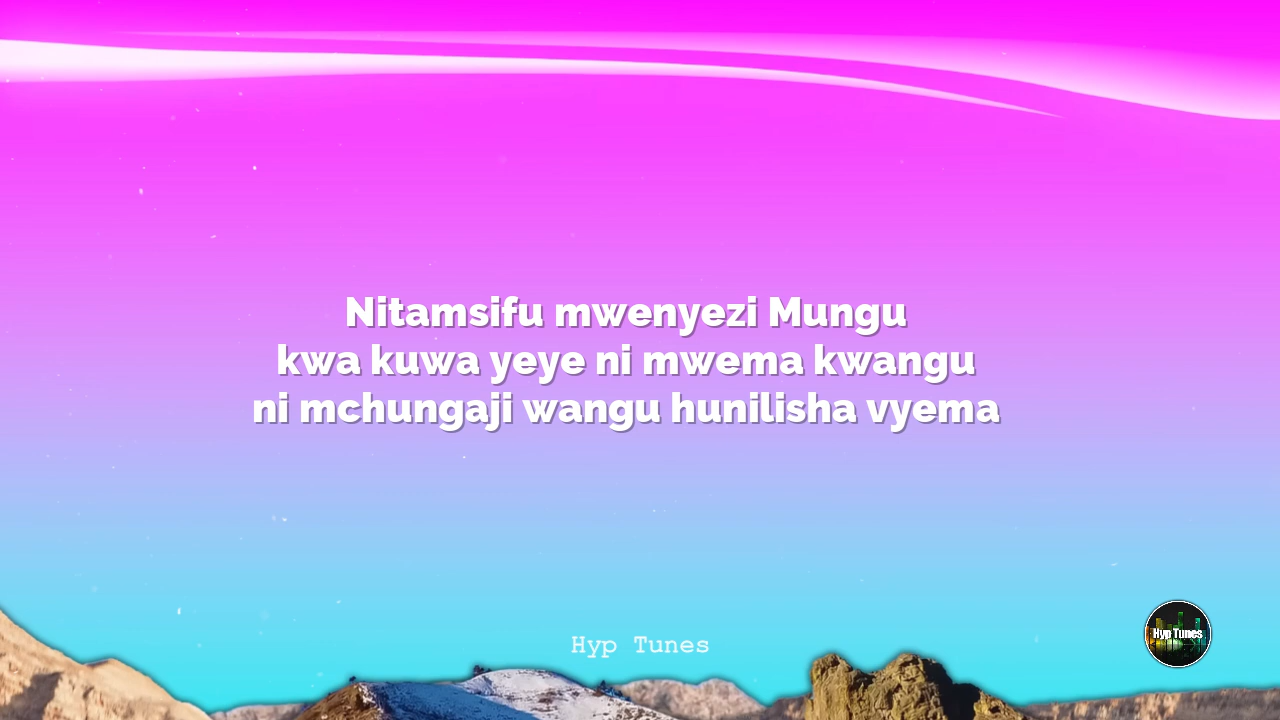 Nitamsifu mwenyezi Mungu
kwa kuwa yeye ni mwema kwangu
ni mchungaji wangu hunilisha vyema
Hyp Tunes
Hyp Tunes